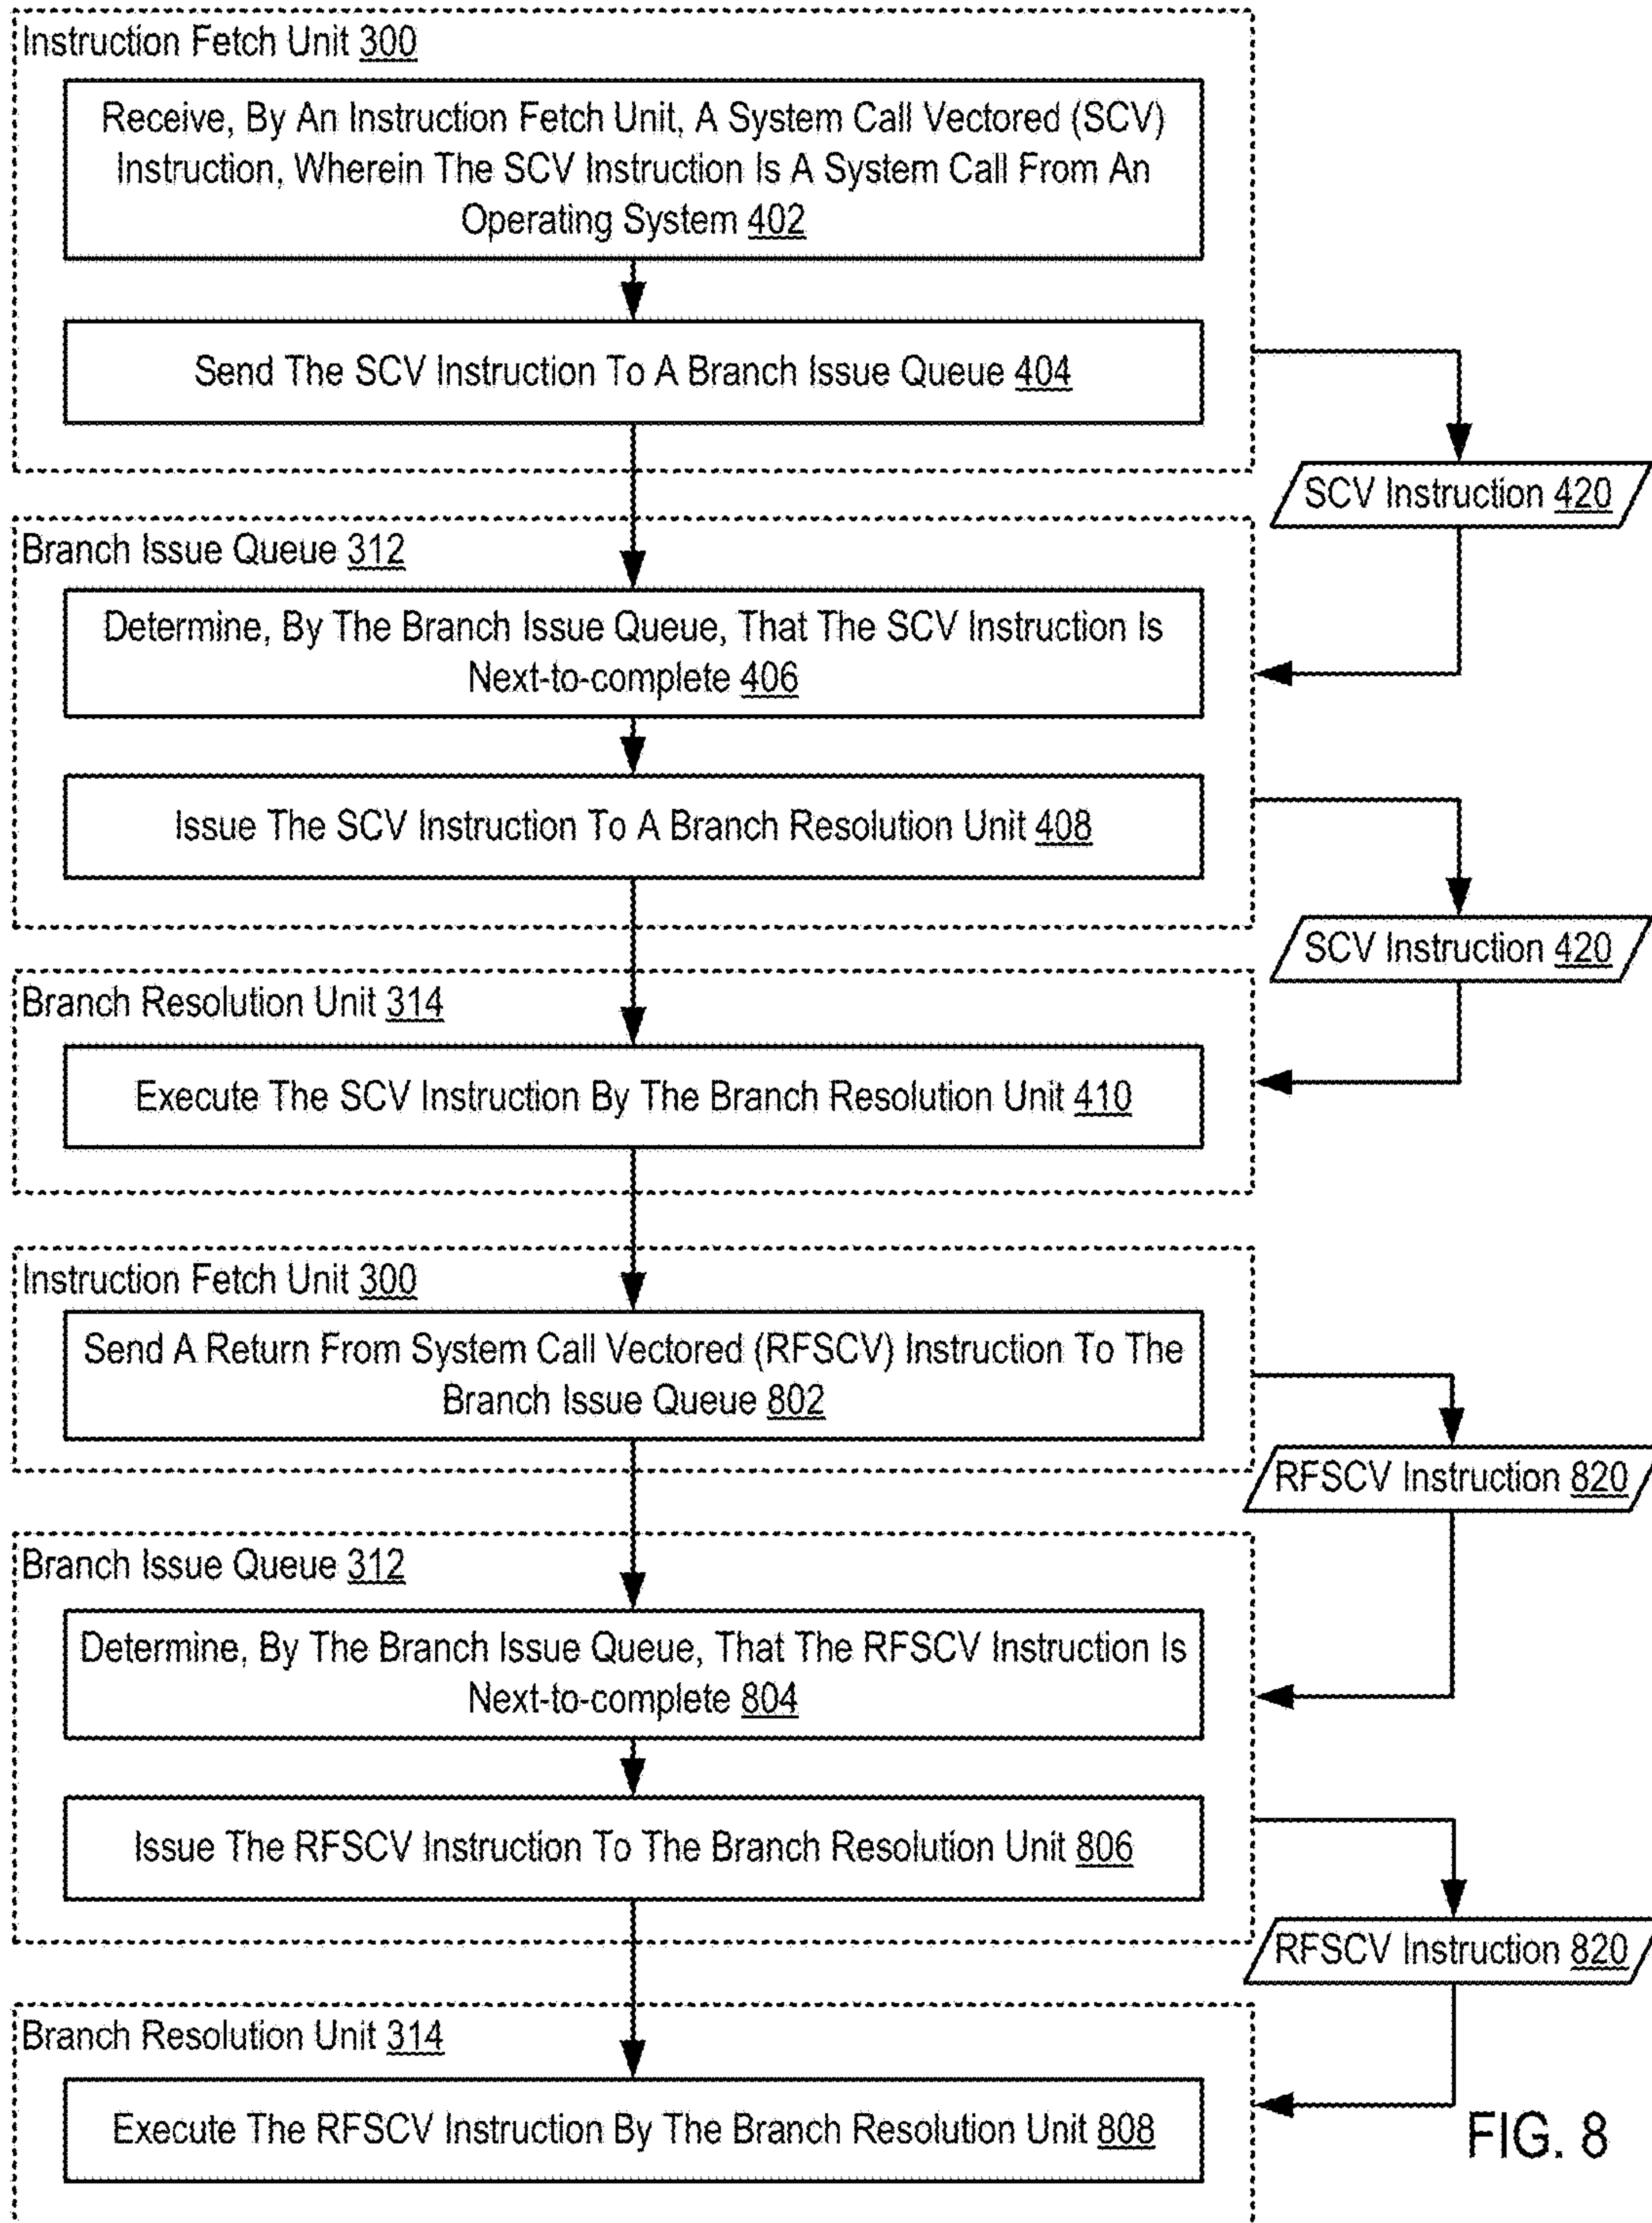 Instruction Fetch Unit 300
Receive, By An Instruction Fetch Unit, A System Call Vectored (SCV)
Instruction, Wherein The SCV Instruction Is A System Call From An
Operating System 402
Send The SCV Instruction To A Branch Issue Queue 404
SCV Instruction 420
Branch Issue Queue 312
Determine, By The Branch Issue Queue, That The SCV Instruction Is
Next-to-complete 406
Issue The SCV Instruction To A Branch Resolution Unit 408
SCV Instruction 420
Branch Resolution Unit 314
Execute The SCV Instruction By The Branch Resolution Unit 410
Instruction Fetch Unit 300
Send A Return From System Call Vectored (RFSCV) Instruction To The
Branch Issue Queue 802
RFSCV Instruction 820
Branch Issue Queue 312
Determine, By The Branch Issue Queue, That The RFSCV Instruction Is
Next-to-complete 804
Issue The RFSCV Instruction To The Branch Resolution Unit 806
RFSCV Instruction 820
Branch Resolution Unit 314
Execute The RFSCV Instruction By The Branch Resolution Unit 808
FIG. 8